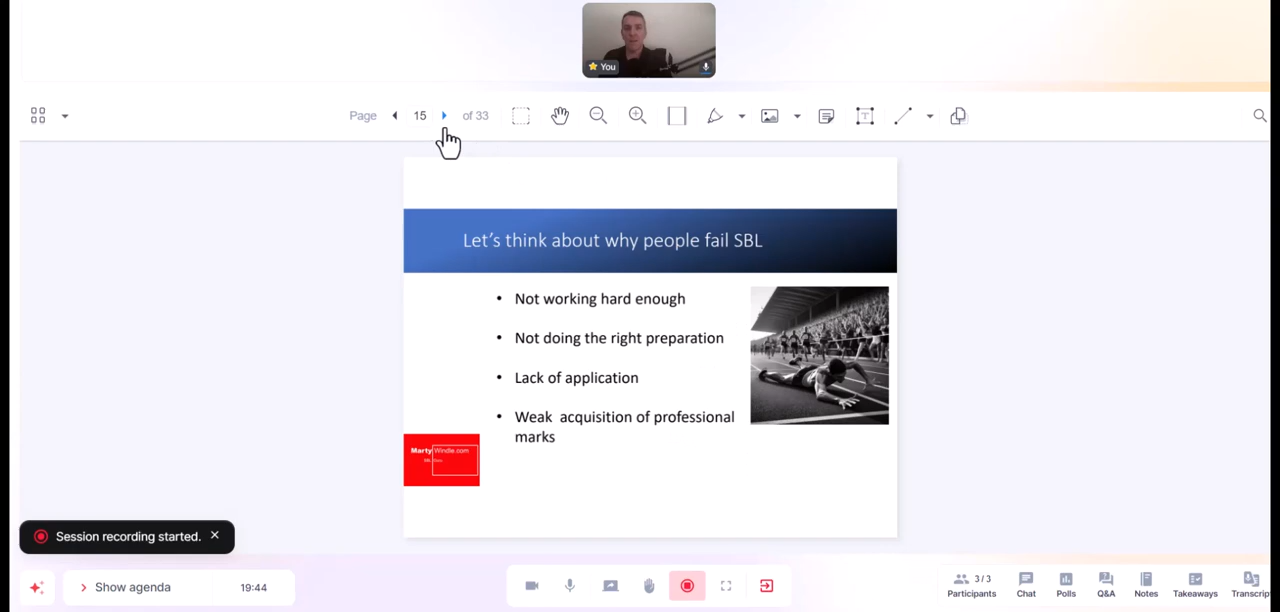 You
Page 15 of 33
Let's think about why people fail SBL
• Not working hard enough
• Not doing the right preparation
• Lack of application
• Weak acquisition of professional
marks
MartyWindle.com
Session recording started.
Show agenda 19:44
3 / 3
Participants Chat Polls Q&A Notes Takeaways Transcrip